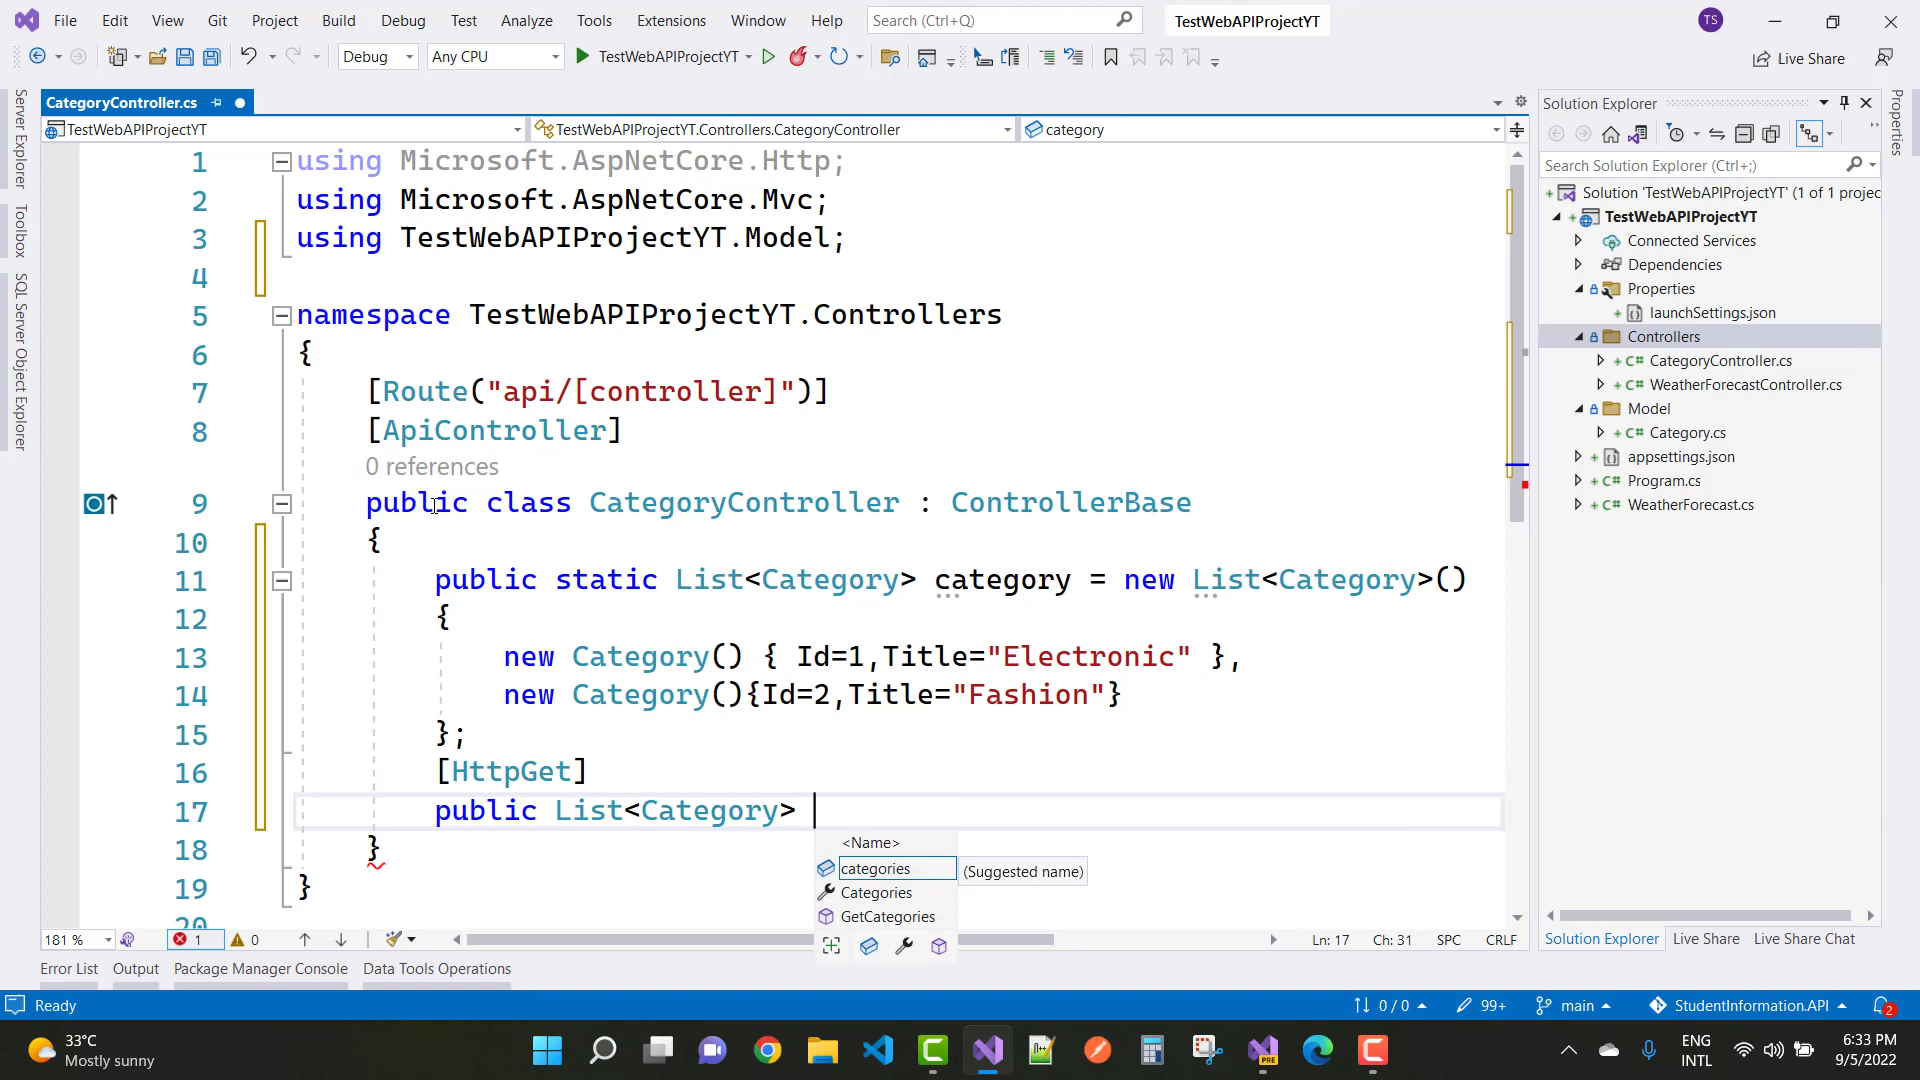 File Edit View Git Project Build Debug Test Analyze Tools Extensions Window Help Search (Ctrl+Q) TestWebAPIProjectYT TS
Debug Any CPU TestWebAPIProjectYT Live Share
CategoryController.cs
TestWebAPIProjectYT TestWebAPIProjectYT.Controllers.CategoryController category
Server Explorer
Toolbox
SQL Server Object Explorer
1 using Microsoft.AspNetCore.Http;
2 using Microsoft.AspNetCore.Mvc;
3 using TestWebAPIProjectYT.Model;
4
5 namespace TestWebAPIProjectYT.Controllers
6 {
7 [Route("api/[controller]")]
8 [ApiController]
0 references
9 public class CategoryController : ControllerBase
10 {
11 public static List<Category> category = new List<Category>()
12 {
13 new Category() { Id=1,Title="Electronic" },
14 new Category(){Id=2,Title="Fashion"}
15 };
16 [HttpGet]
17 public List<Category>
18 }
19 }
20
<Name>
categories (Suggested name)
Categories
GetCategories
181 % 1 0 Ln: 17 Ch: 31 SPC CRLF
Error List Output Package Manager Console Data Tools Operations
Solution Explorer
Search Solution Explorer (Ctrl+;)
Solution 'TestWebAPIProjectYT' (1 of 1 projec
TestWebAPIProjectYT
Connected Services
Dependencies
Properties
launchSettings.json
Controllers
CategoryController.cs
WeatherForecastController.cs
Model
Category.cs
appsettings.json
Program.cs
WeatherForecast.cs
Solution Explorer Live Share Live Share Chat
Properties
Ready 0 / 0 99+ main StudentInformation.API 2
33°C
Mostly sunny
PRE
ENG
INTL
6:33 PM
9/5/2022